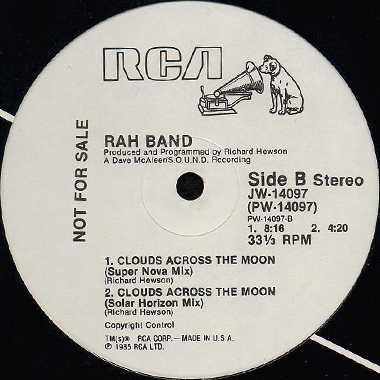 RCA
NOT FOR SALE
RAH BAND
Produced and Programmed by Richard Hewson
A Dave McAleer/S.O.U.N.D. Recording
Side B Stereo
JW-14097
(PW-14097)
PW-14097-B
1. 8:16 2. 4:20
33⅓ RPM
1. CLOUDS ACROSS THE MOON
(Super Nova Mix)
(Richard Hewson)
2. CLOUDS ACROSS THE MOON
(Solar Horizon Mix)
(Richard Hewson)
Copyright Control
TM(s)® RCA CORP.—MADE IN U.S.A.
℗ 1985 RCA LTD.